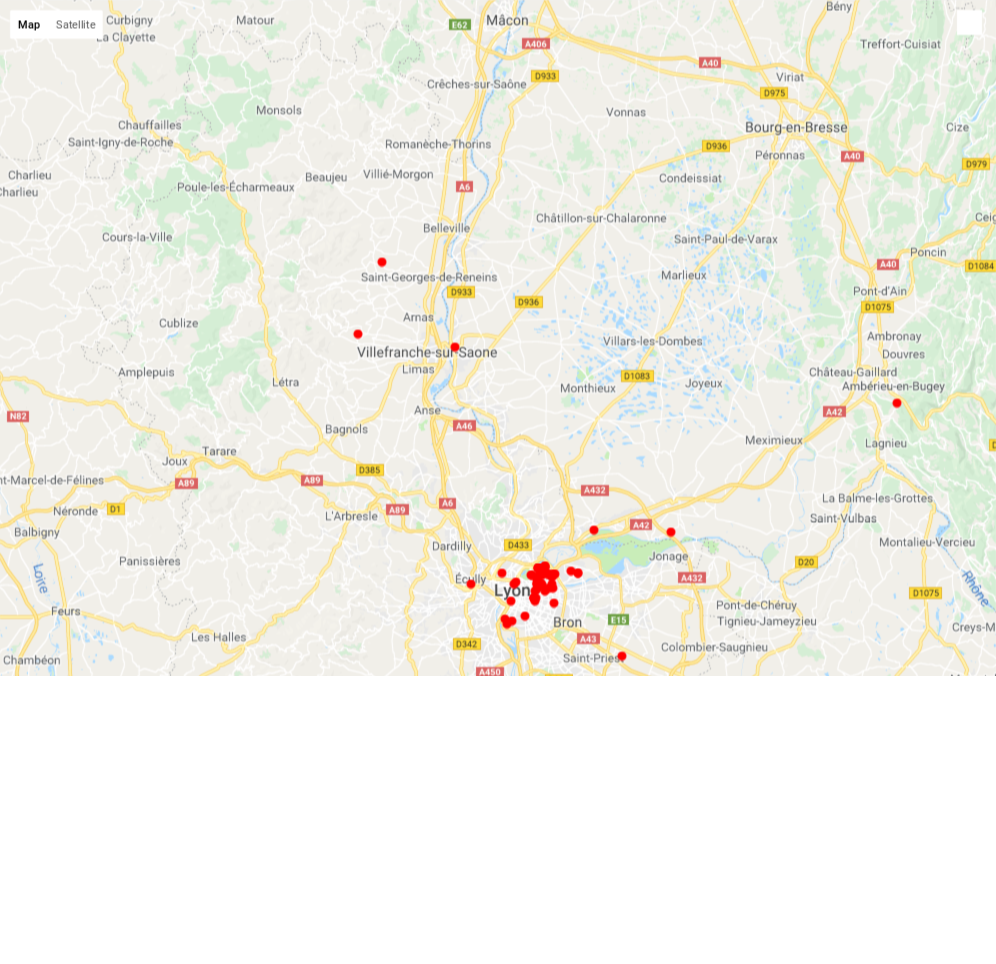 Map
Satellite
Curbigny
Matour
E62
Mâcon
Bény
La Clayette
A406
Treffort-Cuisiat
A40
D933
Viriat
Crêches-sur-Saône
D975
Monsols
Vonnas
Chauffailles
Bourg-en-Bresse
Cize
Saint-Igny-de-Roche
Romanèche-Thorins
D936
Péronnas
A40
D979
Charlieu
Beaujeu
Villié-Morgon
Condeissiat
Charlieu
Poule-les-Écharmeaux
A6
Châtillon-sur-Chalaronne
Belleville
Cours-la-Ville
Saint-Paul-de-Varax
Poncin
A40
D1084
Saint-Georges-de-Reneins
Marlieux
D933
D936
Pont-d'Ain
D1075
Arnas
Cublize
Ambronay
Villars-les-Dombes
Villefranche-sur-Saone
Douvres
Limas
Amplepuis
Château-Gaillard
D1083
Létra
Monthieux
Joyeux
Ambérieu-en-Bugey
Anse
A42
N82
A46
Bagnols
Meximieux
Lagnieu
Tarare
Joux
D385
nt-Marcel-de-Félines
A89
A89
A432
La Balme-les-Grottes
A6
Néronde
D1
A89
L'Arbresle
Saint-Vulbas
A42
Balbigny
D433
Dardilly
Montalieu-Vercieu
Panissières
Jonage
D20
Loire
Écully
A432
Rhône
Lyon
D1075
Feurs
Pont-de-Chéruy
Bron
E15
Tignieu-Jameyzieu
Creys-M
Les Halles
D342
A43
Colombier-Saugnieu
Chambéon
Saint-Priest
A450